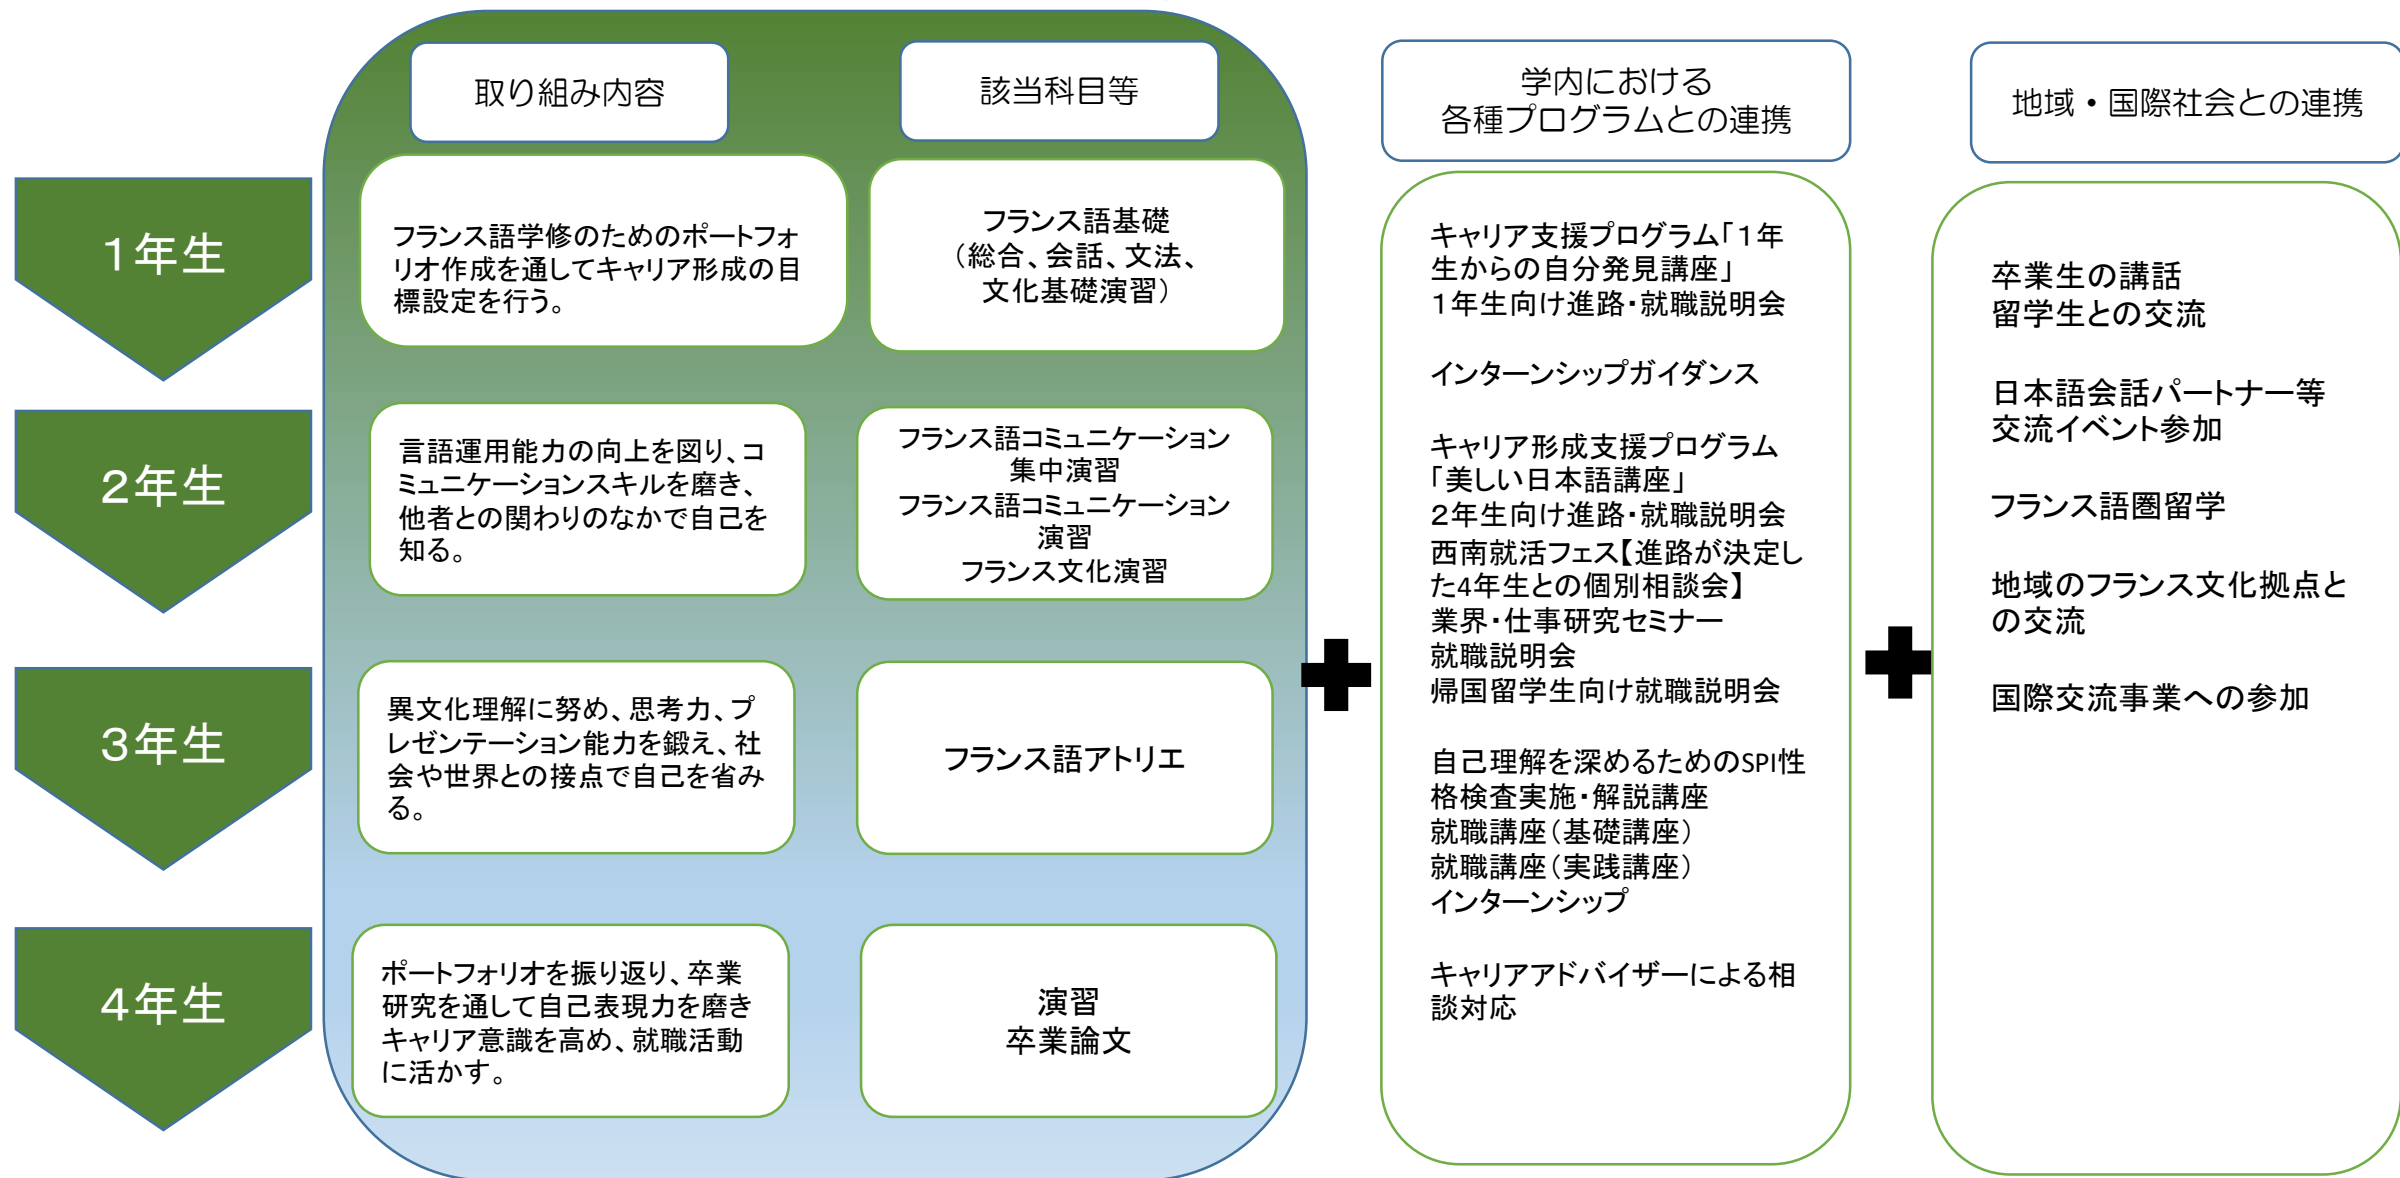 取り組み内容
該当科目等
学内における
各種プログラムとの連携
地域・国際社会との連携
1年生
フランス語学修のためのポートフォ
リオ作成を通してキャリア形成の目
標設定を行う。
フランス語基礎
（総合、会話、文法、
文化基礎演習）
2年生
言語運用能力の向上を図り、コ
ミュニケーションスキルを磨き、
他者との関わりのなかで自己を
知る。
フランス語コミュニケーション
集中演習
フランス語コミュニケーション
演習
フランス文化演習
3年生
異文化理解に努め、思考力、プ
レゼンテーション能力を鍛え、社
会や世界との接点で自己を省み
る。
フランス語アトリエ
4年生
ポートフォリオを振り返り、卒業
研究を通して自己表現力を磨き
キャリア意識を高め、就職活動
に活かす。
演習
卒業論文
キャリア支援プログラム「１年
生からの自分発見講座」
１年生向け進路・就職説明会
インターンシップガイダンス
キャリア形成支援プログラム
「美しい日本語講座」
２年生向け進路・就職説明会
西南就活フェス【進路が決定し
た4年生との個別相談会】
業界・仕事研究セミナー
就職説明会
帰国留学生向け就職説明会
自己理解を深めるためのSPI性
格検査実施・解説講座
就職講座（基礎講座）
就職講座（実践講座）
インターンシップ
キャリアアドバイザーによる相
談対応
卒業生の講話
留学生との交流
日本語会話パートナー等
交流イベント参加
フランス語圏留学
地域のフランス文化拠点と
の交流
国際交流事業への参加